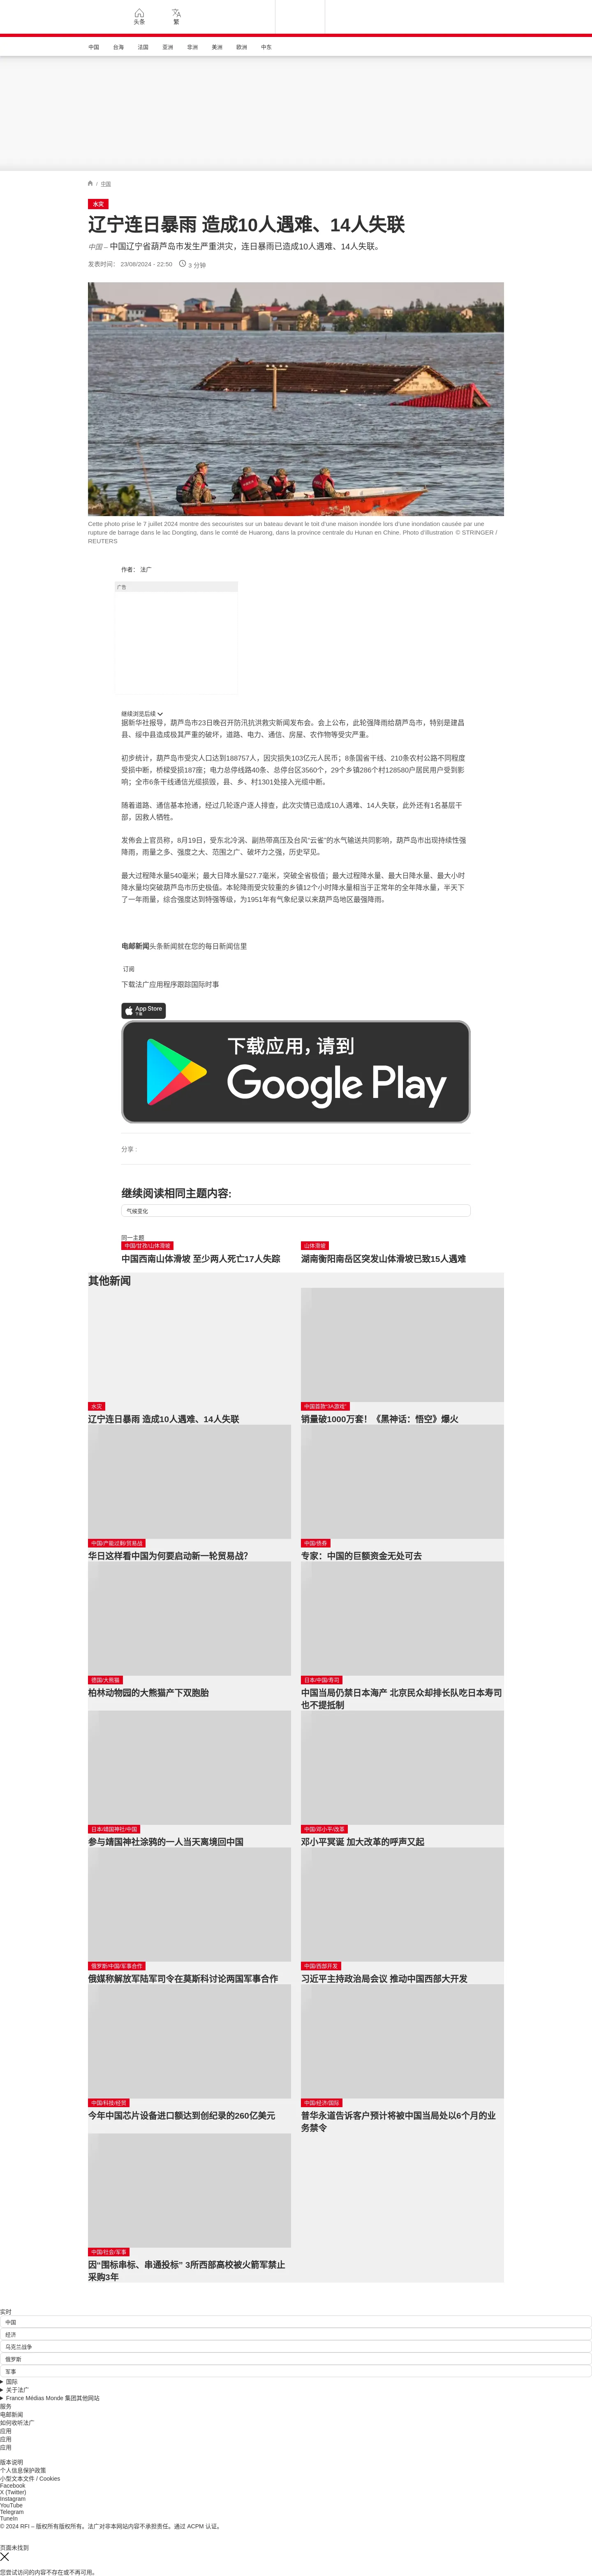 头条
繁
中国
台海
法国
亚洲
非洲
美洲
欧洲
中东
/ 中国
水灾
辽宁连日暴雨 造成10人遇难、14人失联
中国 – 中国辽宁省葫芦岛市发生严重洪灾，连日暴雨已造成10人遇难、14人失联。
发表时间： 23/08/2024 - 22:50
3 分钟
Cette photo prise le 7 juillet 2024 montre des secouristes sur un bateau devant le toit d'une maison inondée lors d'une inondation causée par une
rupture de barrage dans le lac Dongting, dans le comté de Huarong, dans la province centrale du Hunan en Chine. Photo d'illustration © STRINGER /
REUTERS
作者： 法广
广告
继续浏览后续
据新华社报导，葫芦岛市23日晚召开防汛抗洪救灾新闻发布会。会上公布，此轮强降雨给葫芦岛市，特别是建昌
县、绥中县造成极其严重的破坏，道路、电力、通信、房屋、农作物等受灾严重。
初步统计，葫芦岛市受灾人口达到188757人，因灾损失103亿元人民币；8条国省干线、210条农村公路不同程度
受损中断，桥梁受损187座；电力总停线路40条、总停台区3560个，29个乡镇286个村128580户居民用户受到影
响；全市6条干线通信光缆损毁，县、乡、村1301处接入光缆中断。
随着道路、通信基本抢通，经过几轮逐户逐人排查，此次灾情已造成10人遇难、14人失联，此外还有1名基层干
部，因救人牺牲。
发佈会上官员称，8月19日，受东北冷涡、副热带高压及台风“云雀”的水气输送共同影响，葫芦岛市出现持续性强
降雨，雨量之多、强度之大、范围之广、破坏力之强，历史罕见。
最大过程降水量540毫米；最大日降水量527.7毫米，突破全省极值；最大过程降水量、最大日降水量、最大小时
降水量均突破葫芦岛市历史极值。本轮降雨受灾较重的乡镇12个小时降水量相当于正常年的全年降水量，半天下
了一年雨量，综合强度达到特强等级，为1951年有气象纪录以来葫芦岛地区最强降雨。
电邮新闻头条新闻就在您的每日新闻信里
订阅
下载法广应用程序跟踪国际时事
App Store
下载
下载应用，请到
Google Play
分享 :
继续阅读相同主题内容:
气候变化
同一主题
中国/甘孜/山体滑坡
中国西南山体滑坡 至少两人死亡17人失踪
山体滑坡
湖南衡阳南岳区突发山体滑坡已致15人遇难
其他新闻
水灾
辽宁连日暴雨 造成10人遇难、14人失联
中国首款“3A游戏”
销量破1000万套！《黑神话：悟空》爆火
中国/产能过剩/贸易战
华日这样看中国为何要启动新一轮贸易战？
中国/债券
专家：中国的巨额资金无处可去
德国/大熊猫
柏林动物园的大熊猫产下双胞胎
日本/中国/寿司
中国当局仍禁日本海产 北京民众却排长队吃日本寿司
也不提抵制
日本/靖国神社/中国
参与靖国神社涂鸦的一人当天离境回中国
中国/邓小平/改革
邓小平冥诞 加大改革的呼声又起
俄罗斯/中国/军事合作
俄媒称解放军陆军司令在莫斯科讨论两国军事合作
中国/西部开发
习近平主持政治局会议 推动中国西部大开发
中国/科技/经贸
今年中国芯片设备进口额达到创纪录的260亿美元
中国/经济/国际
普华永道告诉客户预计将被中国当局处以6个月的业
务禁令
中国/社会/军事
因“围标串标、串通投标” 3所西部高校被火箭军禁止
采购3年
实时
中国
经济
乌克兰战争
俄罗斯
军事
国际
关于法广
France Médias Monde 集团其他网站
服务
电邮新闻
如何收听法广
应用
应用
应用
版本说明
个人信息保护政策
小型文本文件 / Cookies
Facebook
X (Twitter)
Instagram
YouTube
Telegram
TuneIn
© 2024 RFI – 版权所有版权所有。法广对非本网站内容不承担责任。通过 ACPM 认证。
页面未找到
您尝试访问的内容不存在或不再可用。